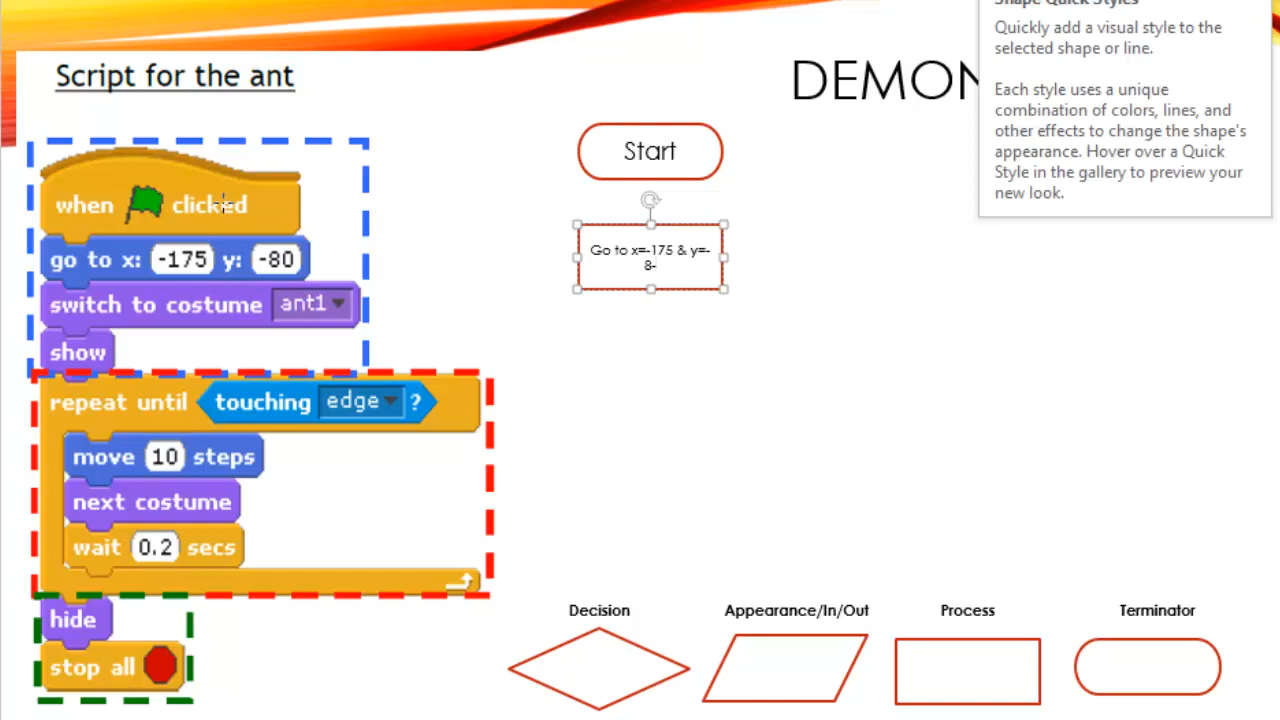 Shape Quick Styles
Quickly add a visual style to the
selected shape or line.
Each style uses a unique
combination of colors, lines, and
other effects to change the shape's
appearance. Hover over a Quick
Style in the gallery to preview your
new look.
Script for the ant
DEMON
when clicked
go to x: -175 y: -80
switch to costume ant1
show
repeat until touching edge ?
move 10 steps
next costume
wait 0.2 secs
hide
stop all
Start
Go to x=-175 & y=-
8-
Decision
Appearance/In/Out
Process
Terminator